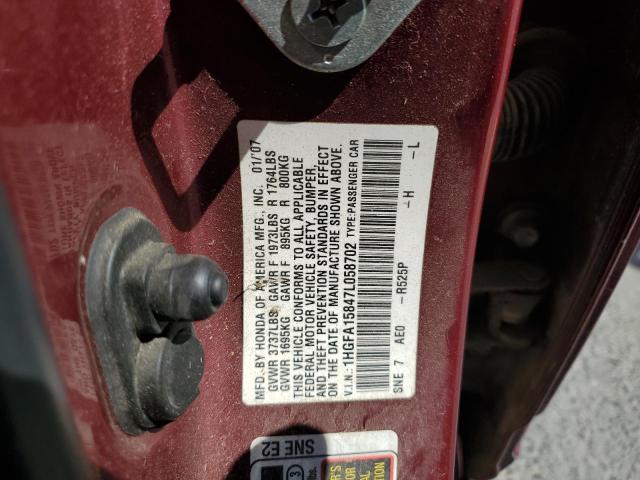 MFD. BY HONDA OF AMERICA MFG., INC. 01/'07
GVWR 3737LBS GAWR F 1973LBS R 1764LBS
GVWR 1695KG GAWR F 895KG R 800KG
THIS VEHICLE CONFORMS TO ALL APPLICABLE
FEDERAL MOTOR VEHICLE SAFETY, BUMPER,
AND THEFT PREVENTION STANDARDS IN EFFECT
ON THE DATE OF MANUFACTURE SHOWN ABOVE.
V.I.N.: 1HGFA15847L058702 TYPE:PASSENGER CAR
SNE 7 AE0 –R525P –H –L
SNE E2
3